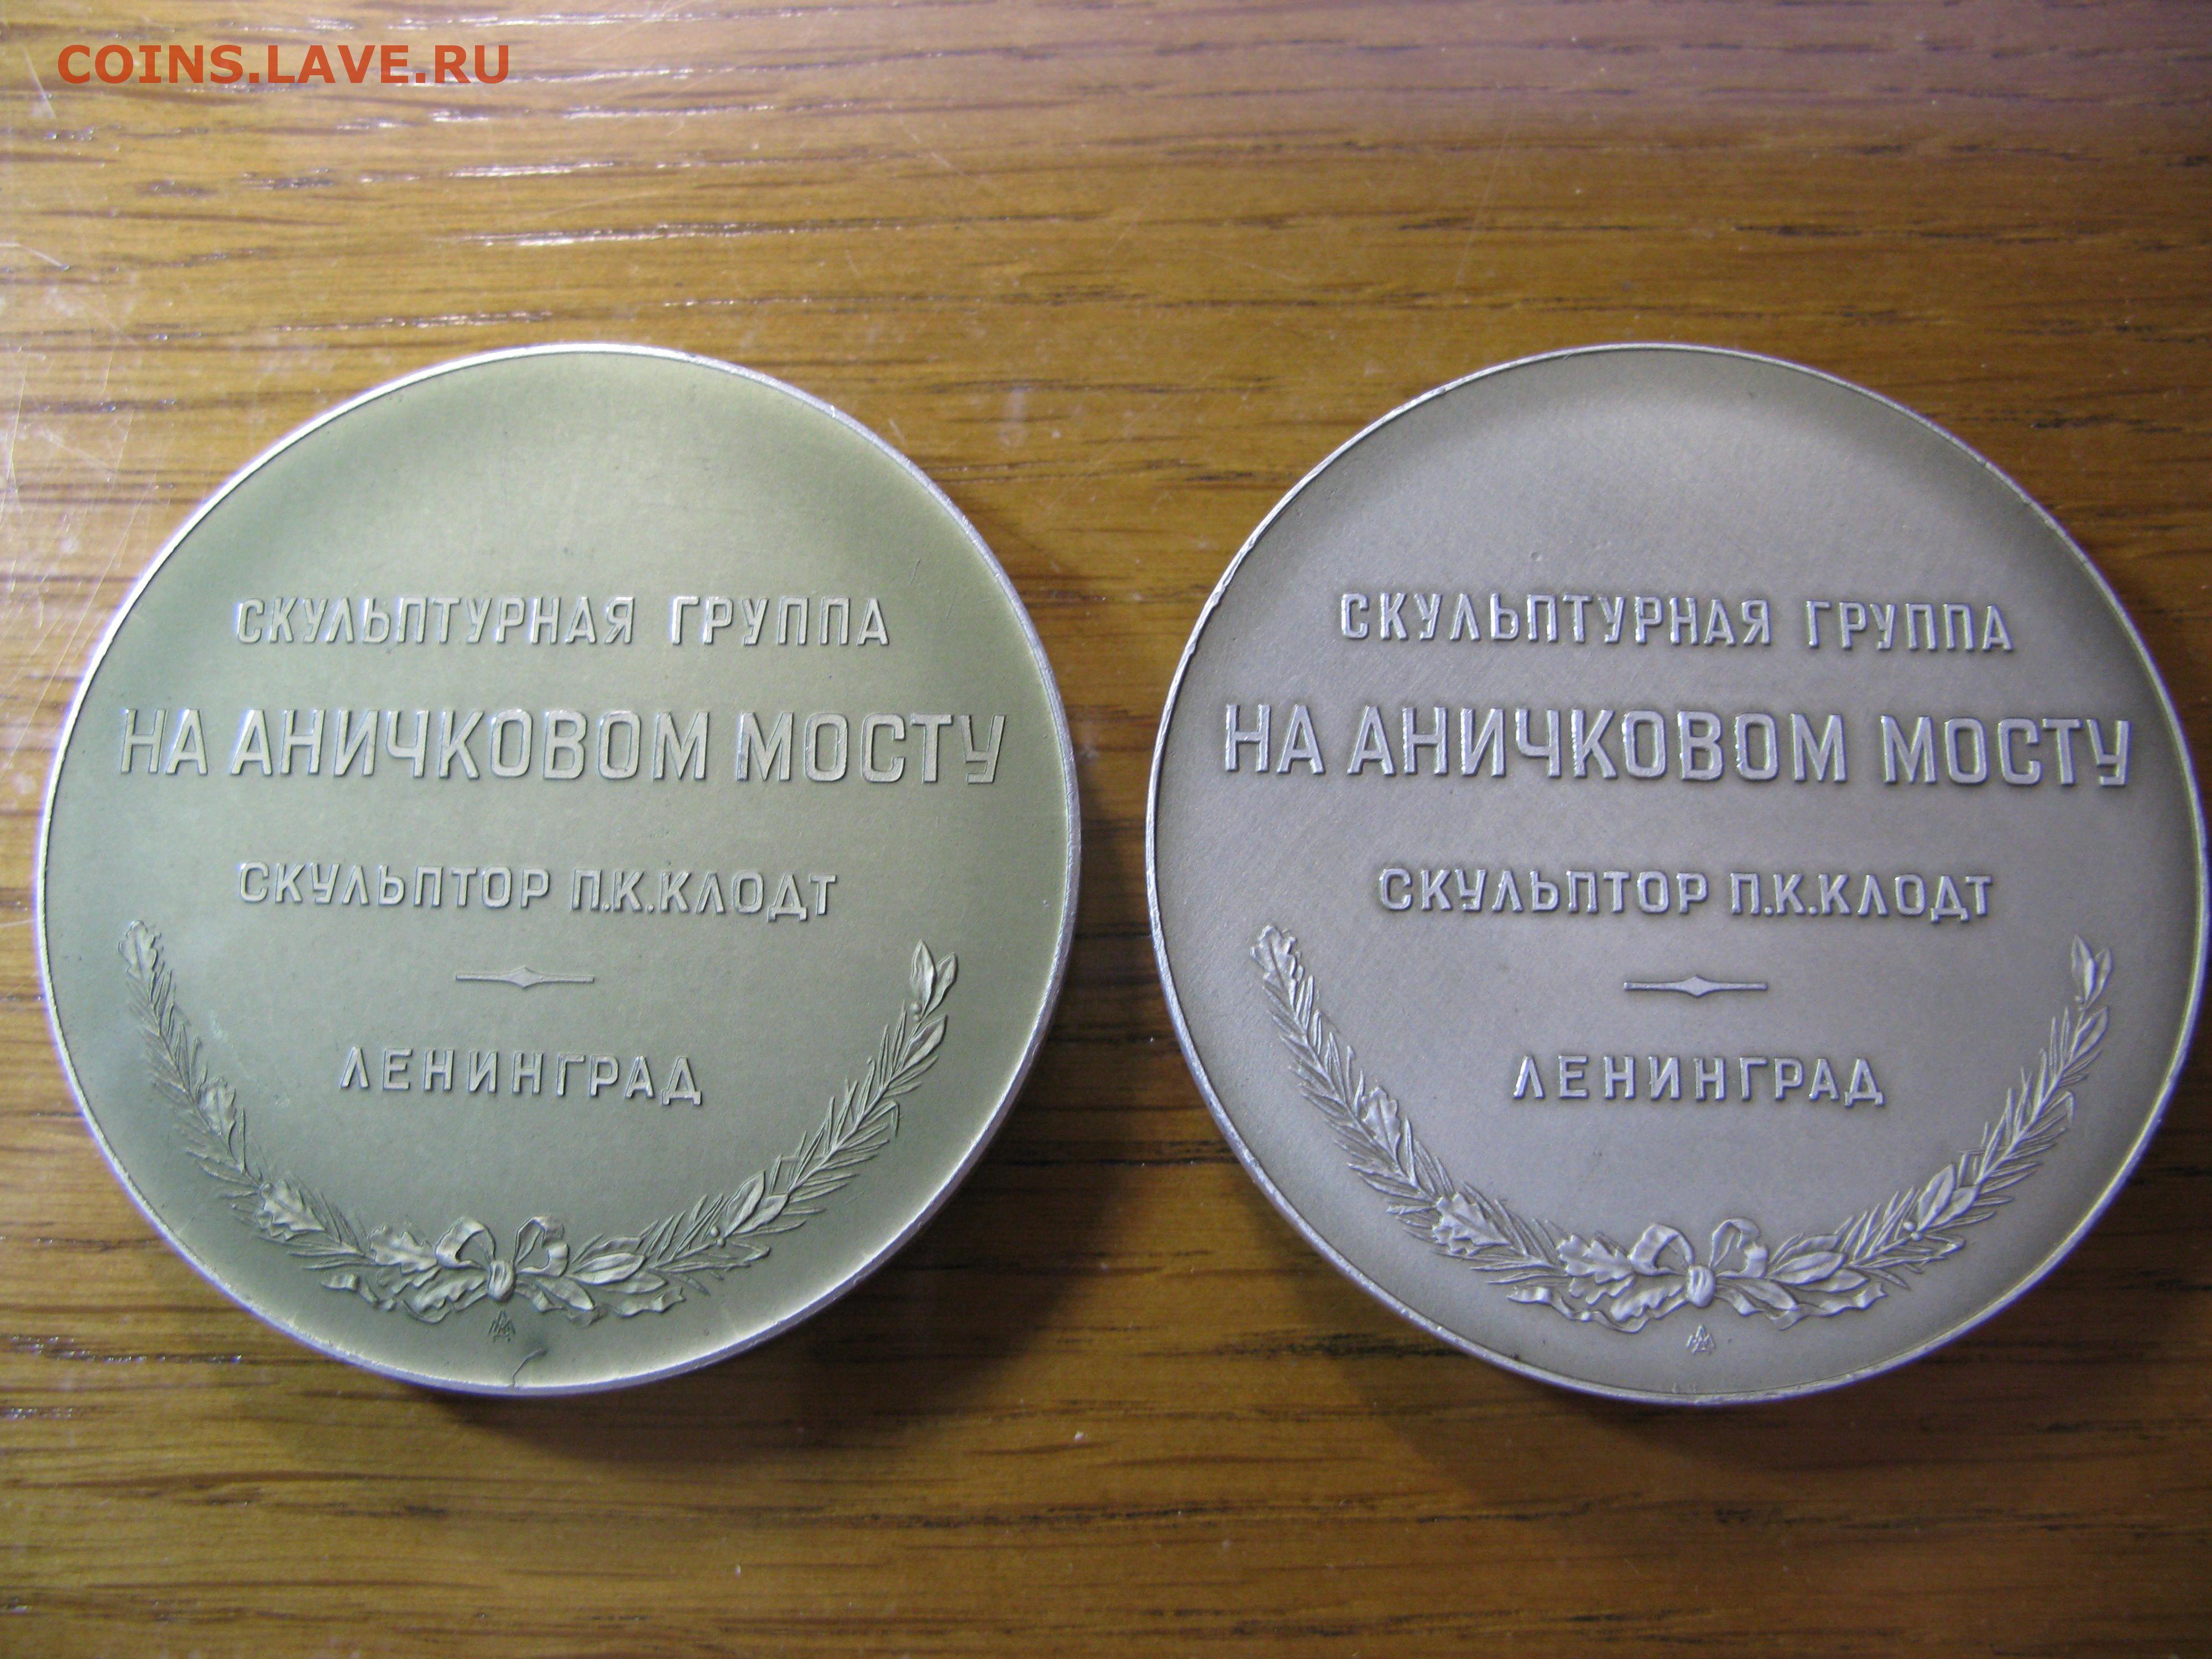 COINS.LAVE.RU
СКУЛЬПТУРНАЯ ГРУППА
НА АНИЧКОВОМ МОСТУ
СКУЛЬПТОР П.К.КЛОДТ
ЛЕНИНГРАД
СКУЛЬПТУРНАЯ ГРУППА
НА АНИЧКОВОМ МОСТУ
СКУЛЬПТОР П.К.КЛОДТ
ЛЕНИНГРАД